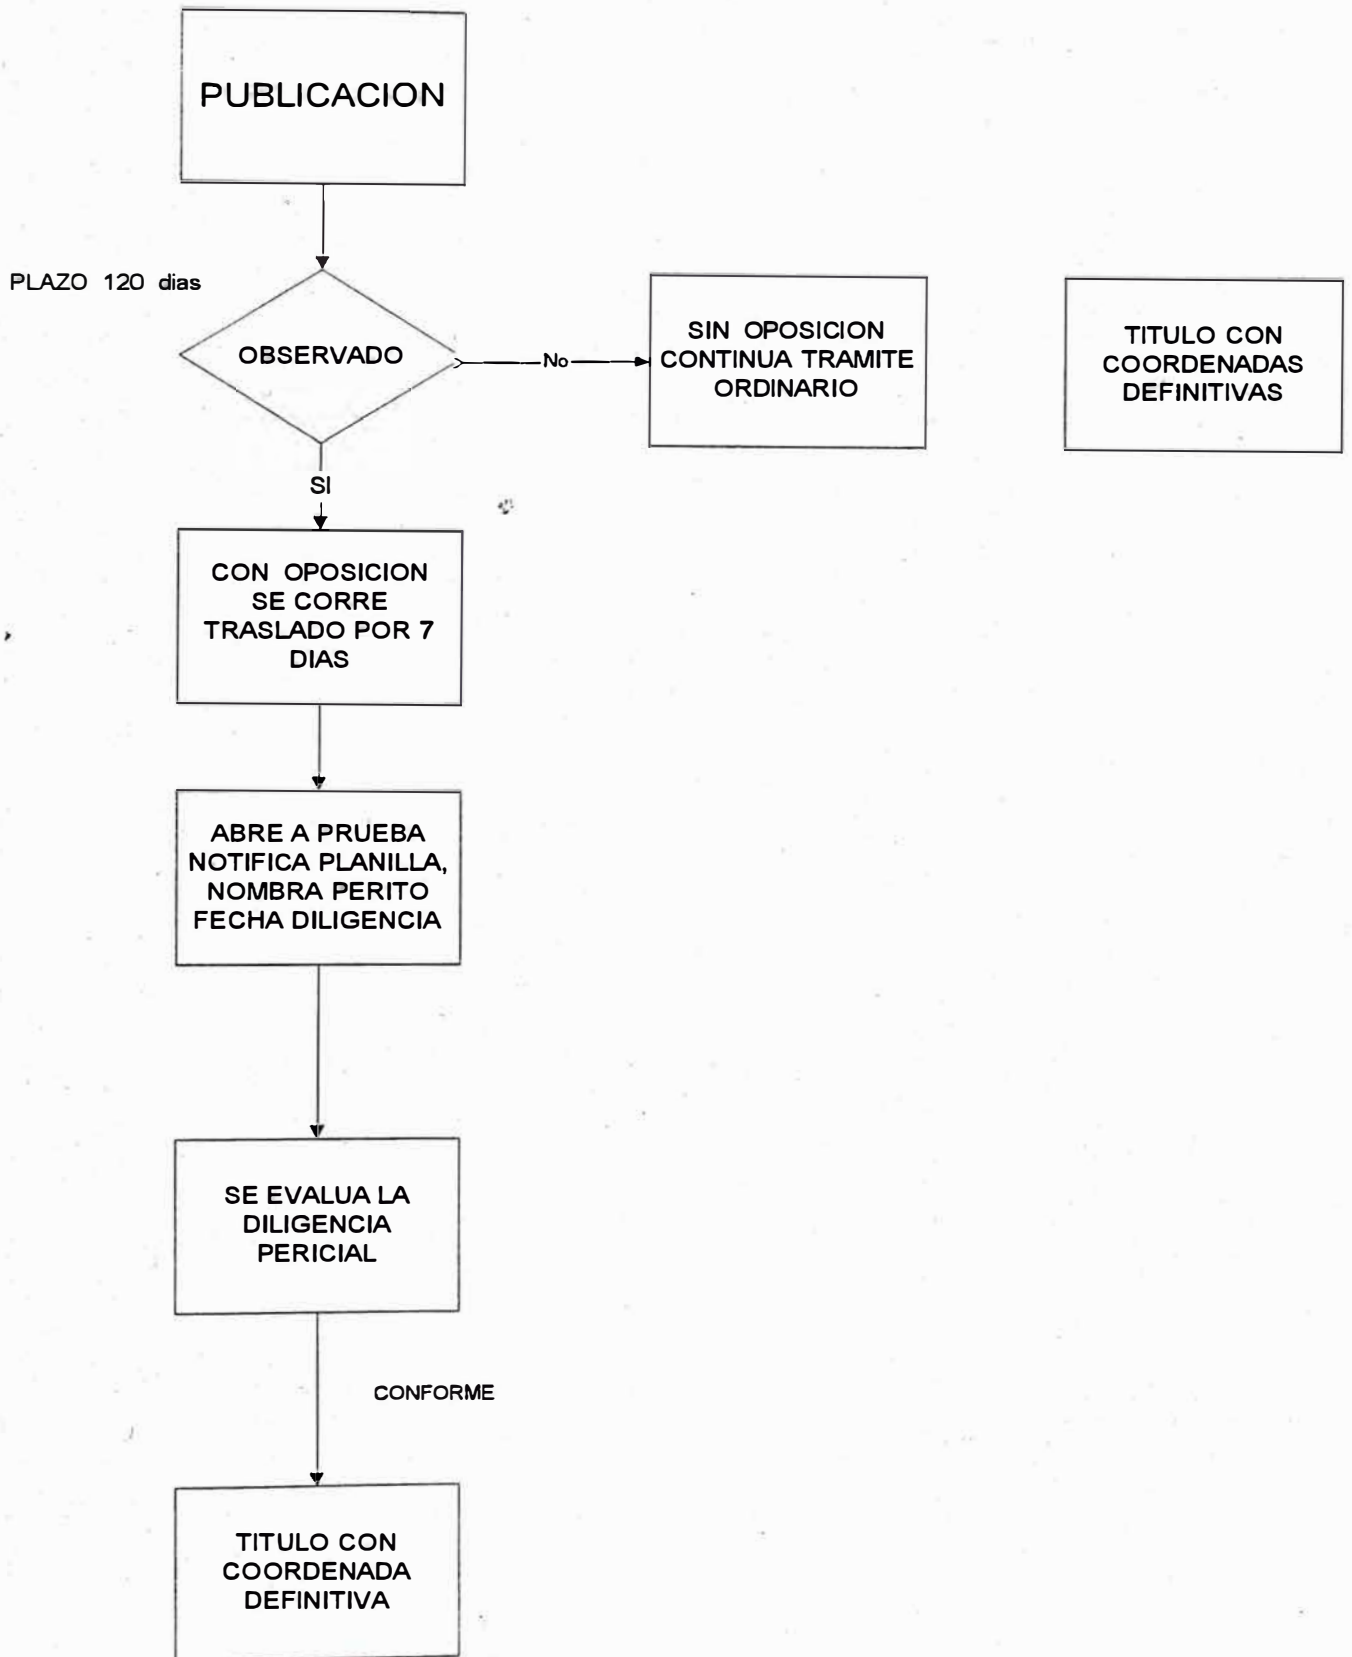 PUBLICACION
PLAZO 120 dias
OBSERVADO
No
SIN OPOSICION
CONTINUA TRAMITE
ORDINARIO
TITULO CON
COORDENADAS
DEFINITIVAS
SI
CON OPOSICION
SE CORRE
TRASLADO POR 7
DIAS
ABRE A PRUEBA
NOTIFICA PLANILLA,
NOMBRA PERITO
FECHA DILIGENCIA
SE EVALUA LA
DILIGENCIA
PERICIAL
CONFORME
TITULO CON
COORDENADA
DEFINITIVA